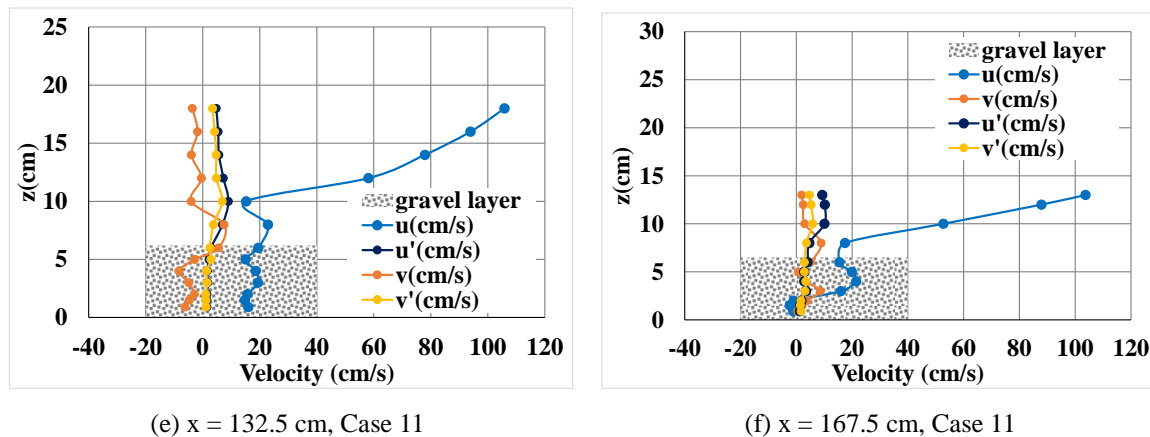 25
20
15
10
5
0
z(cm)
-40 -20 0 20 40 60 80 100 120
Velocity (cm/s)
gravel layer
u(cm/s)
u'(cm/s)
v(cm/s)
v'(cm/s)
(e) x = 132.5 cm, Case 11
30
25
20
15
10
5
0
z(cm)
-40 -20 0 20 40 60 80 100 120
Velocity (cm/s)
gravel layer
u(cm/s)
v(cm/s)
u'(cm/s)
v'(cm/s)
(f) x = 167.5 cm, Case 11